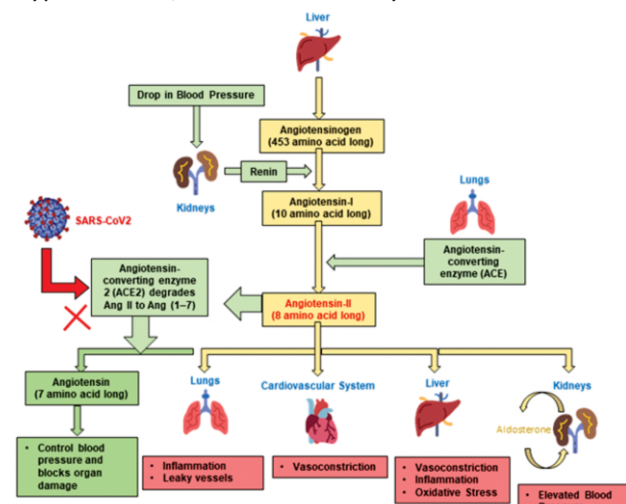 Liver
Drop in Blood Pressure
Angiotensinogen
(453 amino acid long)
Renin
Kidneys
Angiotensin-I
(10 amino acid long)
Lungs
SARS-CoV2
Angiotensin-
converting
enzyme (ACE)
Angiotensin-
converting enzyme
2 (ACE2) degrades
Ang II to Ang (1–7)
Angiotensin-II
(8 amino acid long)
Angiotensin
(7 amino acid long)
Lungs
Cardiovascular System
Liver
Kidneys
Aldosterone
• Control blood
pressure and
blocks organ
damage
• Inflammation
• Leaky vessels
• Vasoconstriction
• Vasoconstriction
• Inflammation
• Oxidative Stress
• Elevated Blood